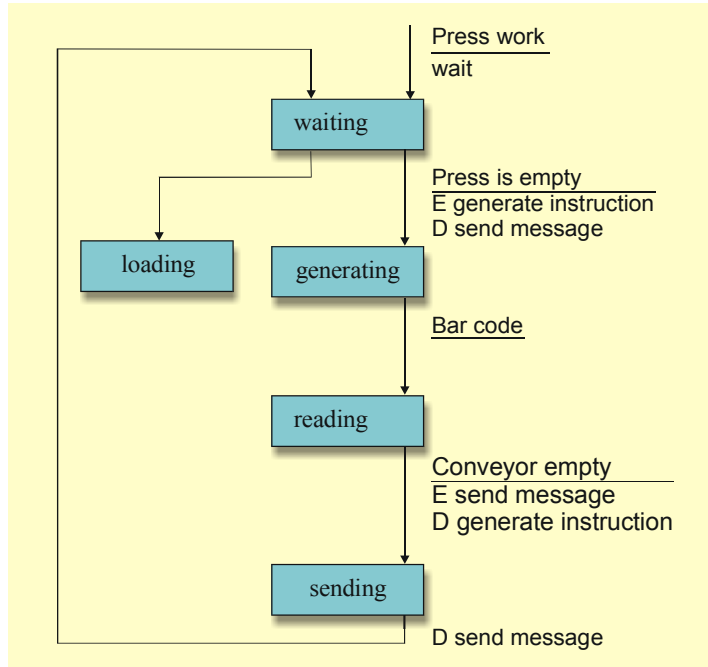 Press work
wait
waiting
Press is empty
E generate instruction
D send message
loading
generating
Bar code
reading
Conveyor empty
E send message
D generate instruction
sending
D send message